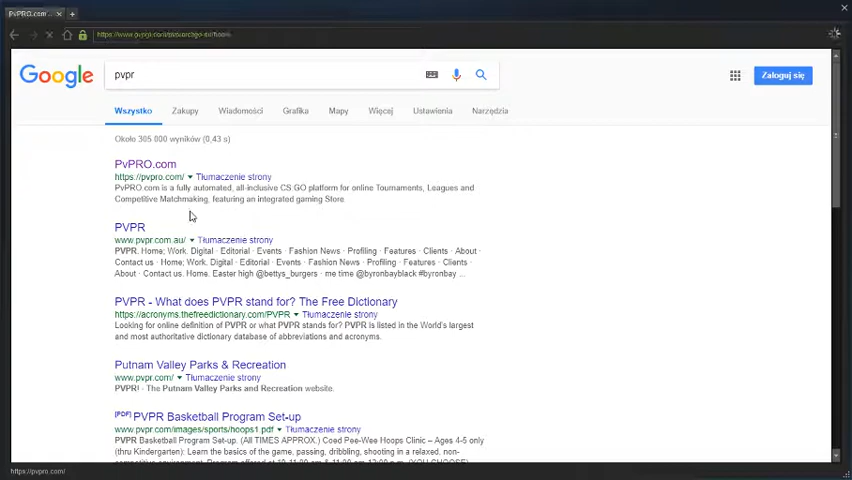 PvPRO.com ...
Google
pvpr
Zaloguj się
Wszystko Zakupy Wiadomości Grafika Mapy Więcej Ustawienia Narzędzia
Około 305 000 wyników (0,43 s)
PvPRO.com
https://pvpro.com/ Tłumaczenie strony
PvPRO.com is a fully automated, all-inclusive CS:GO platform for online Tournaments, Leagues and
Competitive Matchmaking, featuring an integrated gaming Store.
PVPR
www.pvpr.com.au/ Tłumaczenie strony
PVPR. Home; Work. Digital · Editorial · Events · Fashion News · Profiling · Features · Clients · About ·
Contact us · Home; Work. Digital · Editorial · Events · Fashion News · Profiling · Features · Clients ·
About · Contact us. Home. Easter high @bettys_burgers · me time @byronbayblack #byronbay ...
PVPR - What does PVPR stand for? The Free Dictionary
https://acronyms.thefreedictionary.com/PVPR Tłumaczenie strony
Looking for online definition of PVPR or what PVPR stands for? PVPR is listed in the World's largest
and most authoritative dictionary database of abbreviations and acronyms.
Putnam Valley Parks & Recreation
www.pvpr.com/ Tłumaczenie strony
PVPR! - The Putnam Valley Parks and Recreation website.
[PDF] PVPR Basketball Program Set-up
www.pvpr.com/images/sports/hoops1.pdf Tłumaczenie strony
PVPR Basketball Program Set-up. (All TIMES APPROX.) Coed Pee-Wee Hoops Clinic – Ages 4-5 only
(thru Kindergarten): Learn the basics of the game, passing, dribbling, shooting in a relaxed, non-
https://pvpro.com/